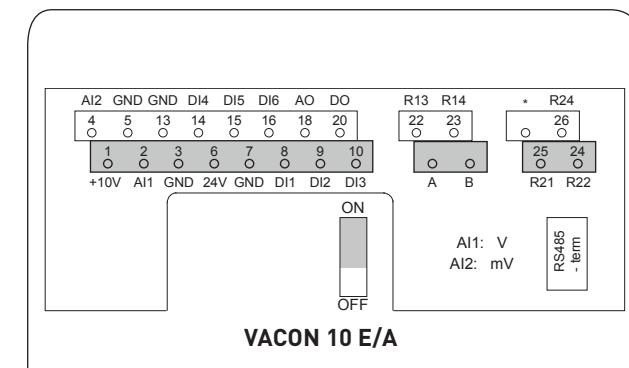 AI2 GND GND DI4 DI5 DI6 AO DO R13 R14 * R24
4 5 13 14 15 16 18 20 22 23 26
1 2 3 6 7 8 9 10 25 24
+10V AI1 GND 24V GND DI1 DI2 DI3 A B R21 R22
ON
AI1: V
AI2: mV
RS485
- term
OFF
VACON 10 E/A